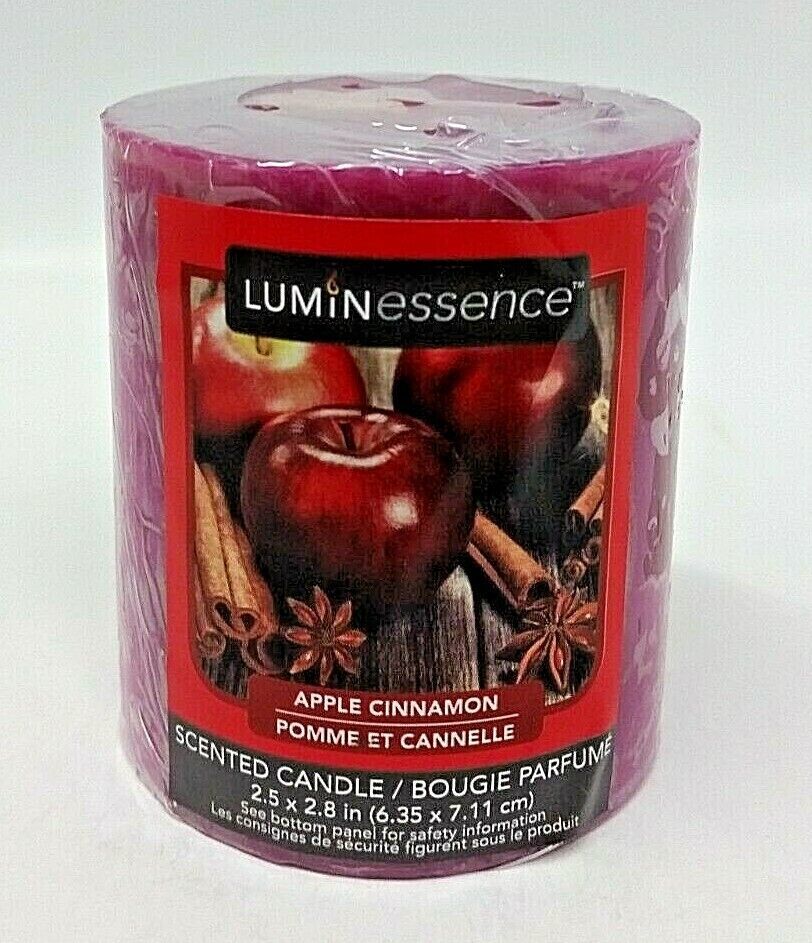 LUMiNessence™
APPLE CINNAMON
POMME ET CANNELLE
SCENTED CANDLE / BOUGIE PARFUMÉ
2.5 x 2.8 in (6.35 x 7.11 cm)
See bottom panel for safety information
Les consignes de sécurité figurent sous le produit